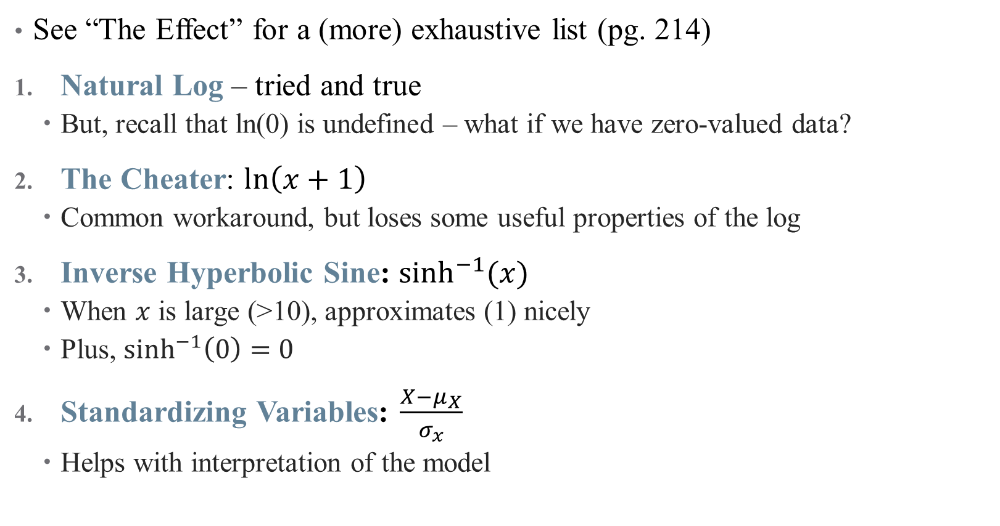 • See “The Effect” for a (more) exhaustive list (pg. 214)
1. Natural Log – tried and true
• But, recall that ln(0) is undefined – what if we have zero-valued data?
2. The Cheater: ln(𝑥 + 1)
• Common workaround, but loses some useful properties of the log
3. Inverse Hyperbolic Sine: sinh⁻¹(𝑥)
• When 𝑥 is large (>10), approximates (1) nicely
• Plus, sinh⁻¹(0) = 0
4. Standardizing Variables: \frac{X−μ_X}{σ_x}
• Helps with interpretation of the model